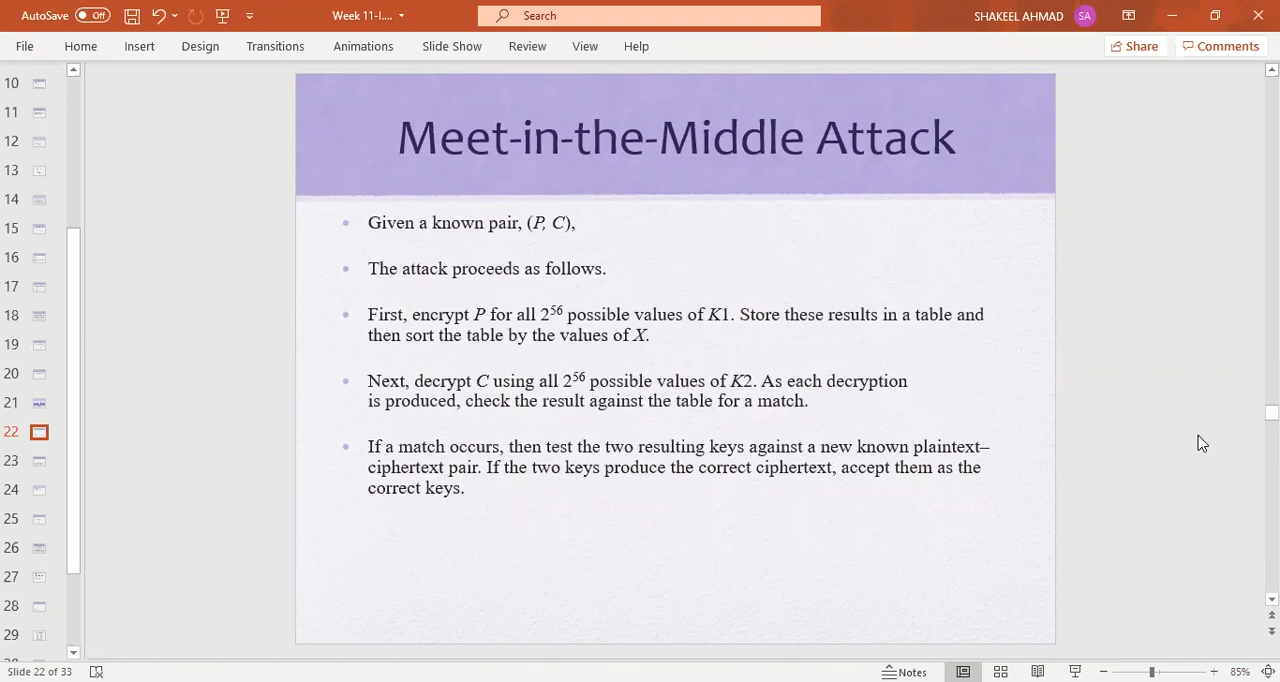 AutoSave Off Week 11-I.... Search SHAKEEL AHMAD SA
File Home Insert Design Transitions Animations Slide Show Review View Help Share Comments
10
11
12
13
14
15
16
17
18
19
20
21
22
23
24
25
26
27
28
29
Meet-in-the-Middle Attack
• Given a known pair, (P, C),
• The attack proceeds as follows.
• First, encrypt P for all 2⁵⁶ possible values of K1. Store these results in a table and
then sort the table by the values of X.
• Next, decrypt C using all 2⁵⁶ possible values of K2. As each decryption
is produced, check the result against the table for a match.
• If a match occurs, then test the two resulting keys against a new known plaintext–
ciphertext pair. If the two keys produce the correct ciphertext, accept them as the
correct keys.
Slide 22 of 33 Notes 85%